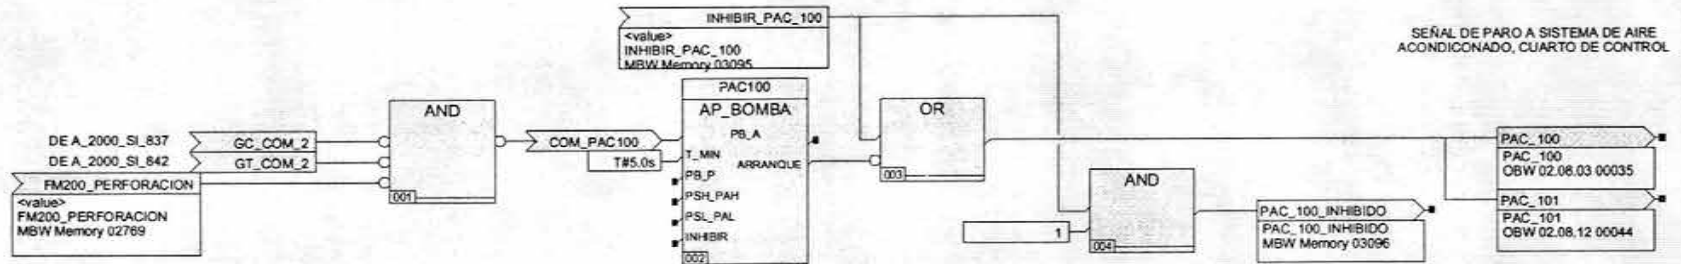 INHIBIR_PAC_100
<value>
INHIBIR_PAC_100
MBW Memory 03095
SEÑAL DE PARO A SISTEMA DE AIRE
ACONDICONADO, CUARTO DE CONTROL
DE A_2000_SI_837
GC_COM_2
DE A_2000_SI_842
GT_COM_2
FM200_PERFORACION
<value>
FM200_PERFORACION
MBW Memory 02769
AND
001
COM_PAC100
T#5.0s
PAC100
AP_BOMBA
PB_A
T_MIN
ARRANQUE
PB_P
PSH_PAH
PSL_PAL
INHIBIR
002
OR
003
AND
1
004
PAC_100_INHIBIDO
PAC_100_INHIBIDO
MBW Memory 03096
PAC_100
PAC_100
OBW 02.08.03 00035
PAC_101
PAC_101
OBW 02.08.12 00044